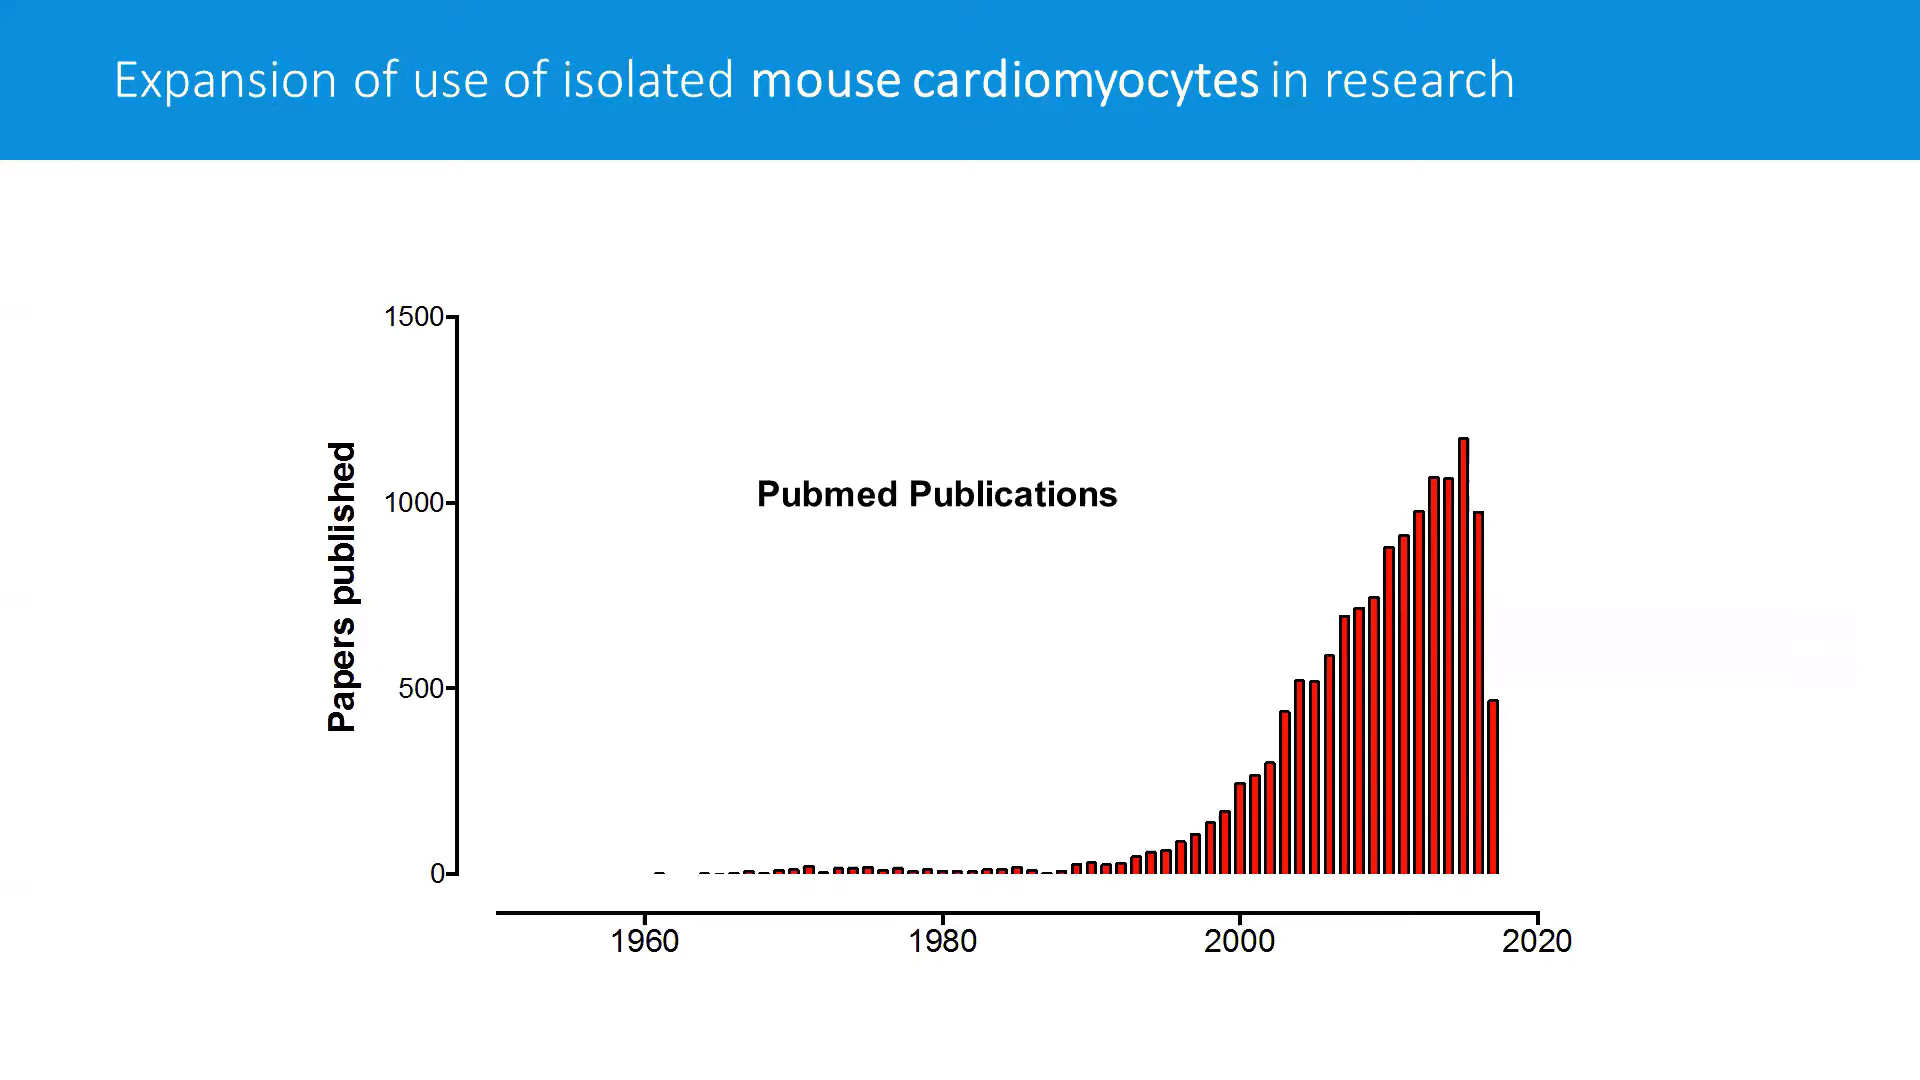 Expansion of use of isolated mouse cardiomyocytes in research
1500
1000
500
0
Papers published
Pubmed Publications
1960
1980
2000
2020